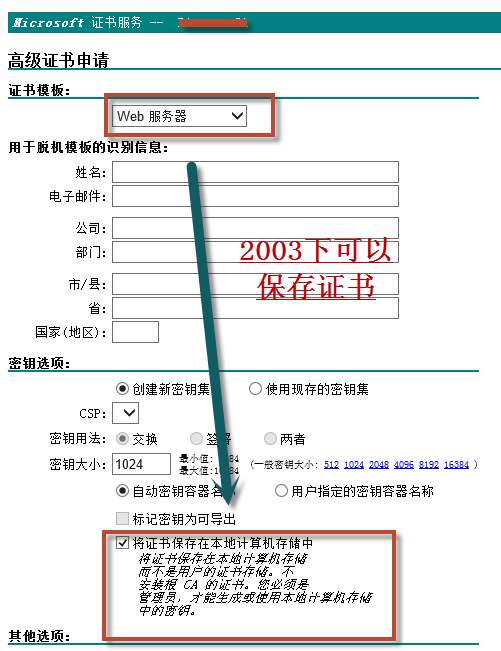 Microsoft 证书服务 --
高级证书申请
证书模板:
Web 服务器
用于脱机模板的识别信息:
姓名:
电子邮件:
公司:
部门:
2003下可以
保存证书
市/县:
省:
国家(地区):
密钥选项:
创建新密钥集 使用现存的密钥集
CSP:
密钥用法: 交换 两者
密钥大小: 1024 最小值: 384 (一般密钥大小: 512 1024 2048 4096 8192 16384 )
最大值:16384
自动密钥容器名称 用户指定的密钥容器名称
标记密钥为可导出
将证书保存在本地计算机存储中
将证书保存在本地计算机存储
而不是用户的证书存储。不
安装根 CA 的证书。您必须是
管理员，才能生成或使用本地计算机存储
中的密钥。
其他选项: